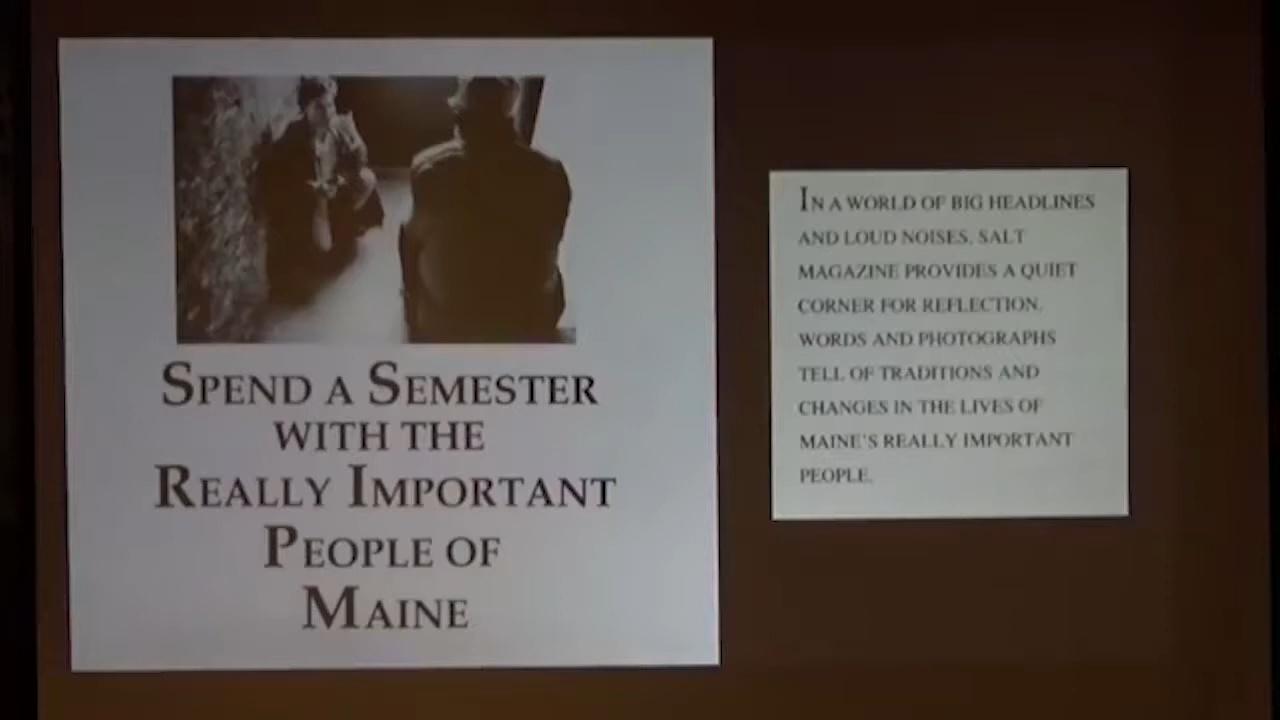 SPEND A SEMESTER
WITH THE
REALLY IMPORTANT
PEOPLE OF
MAINE
IN A WORLD OF BIG HEADLINES
AND LOUD NOISES, SALT
MAGAZINE PROVIDES A QUIET
CORNER FOR REFLECTION.
WORDS AND PHOTOGRAPHS
TELL OF TRADITIONS AND
CHANGES IN THE LIVES OF
MAINE'S REALLY IMPORTANT
PEOPLE.